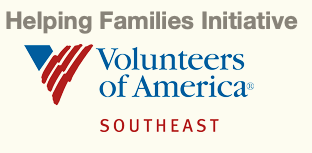 Helping Families Initiative
Volunteers
of America®
SOUTHEAST